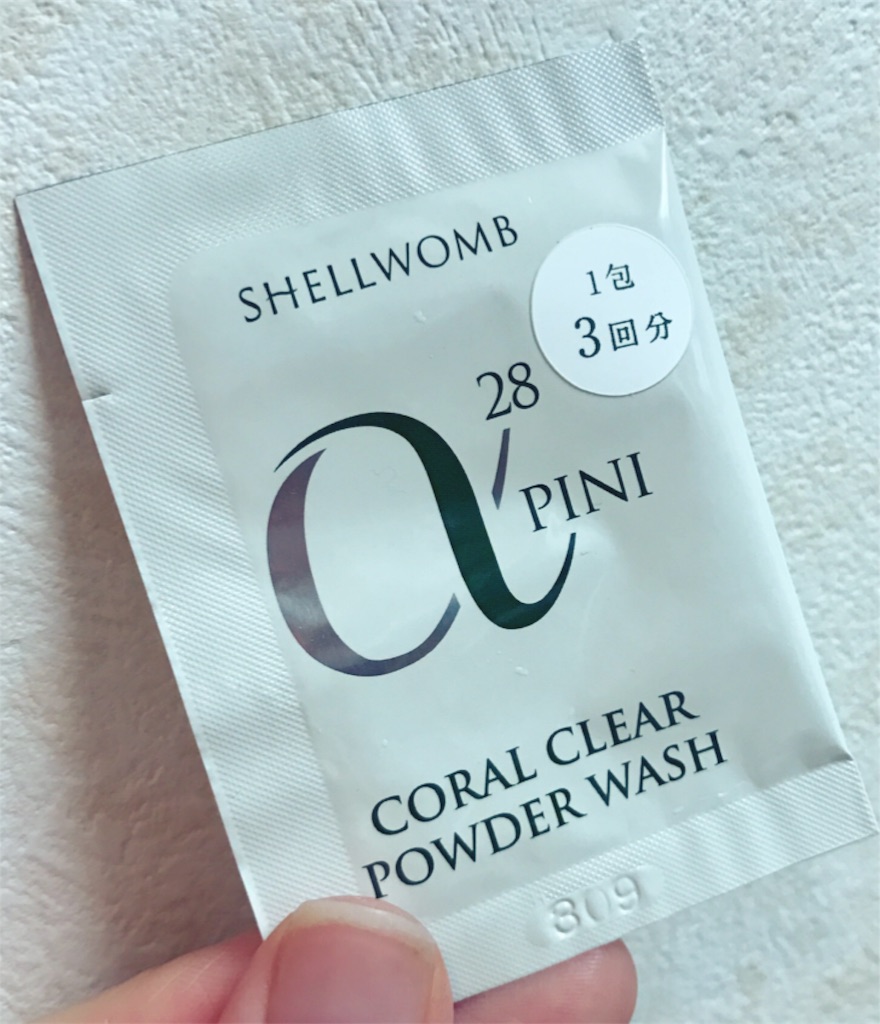 SHELLWOMB
1包
3回分
α
28
PINI
CORAL CLEAR
POWDER WASH
809